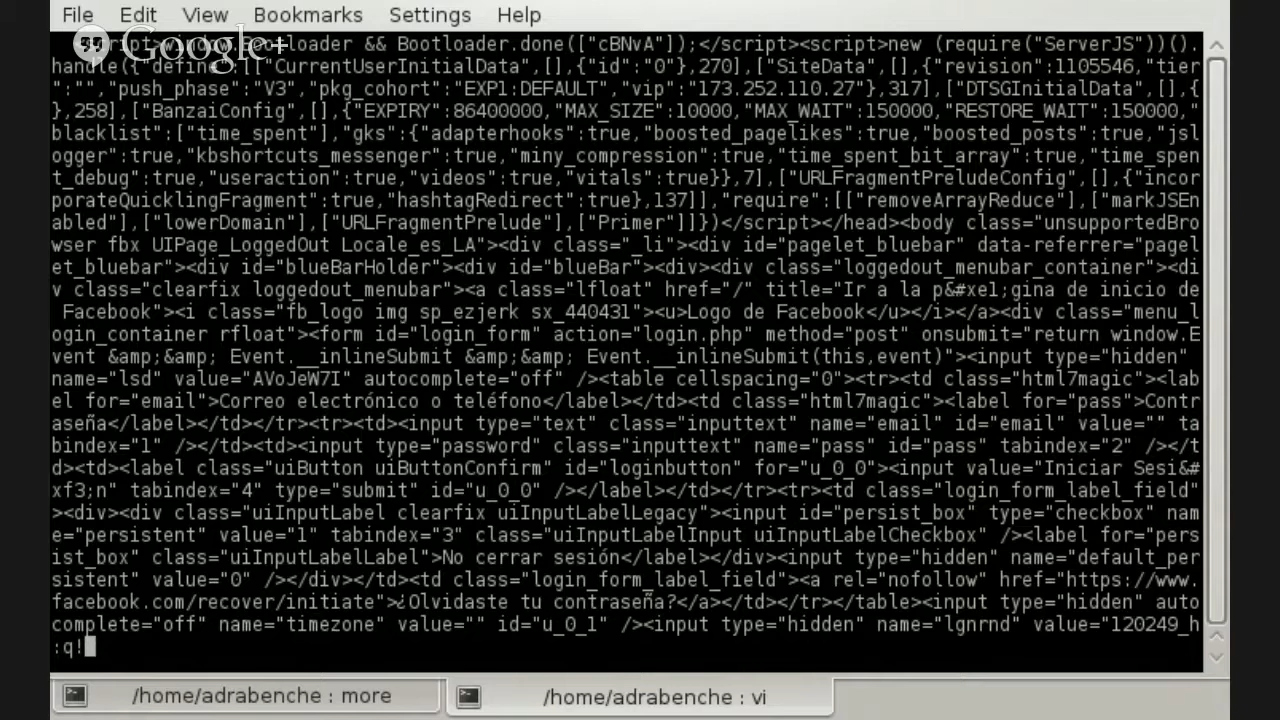 File Edit View Bookmarks Settings Help
Google+
ript>window. ootloader && Bootloader.done(["cBNvA"]);</script><script>new (require("ServerJS"))().
handle({"define":[["CurrentUserInitialData",[],{"id":"0"},270],["SiteData",[],{"revision":1105546,"tier
":"","push_phase":"V3","pkg_cohort":"EXP1:DEFAULT","vip":"173.252.110.27"},317],["DTSGInitialData",[],{
},258],["BanzaiConfig",[],{"EXPIRY":86400000,"MAX_SIZE":10000,"MAX_WAIT":150000,"RESTORE_WAIT":150000,"
blacklist":["time_spent"],"gks":{"adapterhooks":true,"boosted_pagelikes":true,"boosted_posts":true,"jsl
ogger":true,"kbshortcuts_messenger":true,"miny_compression":true,"time_spent_bit_array":true,"time_spen
t_debug":true,"useraction":true,"videos":true,"vitals":true}},7],["URLFragmentPreludeConfig",[],{"incor
porateQuicklingFragment":true,"hashtagRedirect":true},137]],"require":[["removeArrayReduce"],["markJSEn
abled"],["lowerDomain"],["URLFragmentPrelude"],["Primer"]]})</script></head><body class="unsupportedBro
wser fbx UIPage_LoggedOut Locale_es_LA"><div class="_li"><div id="pagelet_bluebar" data-referrer="pagel
et_bluebar"><div id="blueBarHolder"><div id="blueBar"><div><div class="loggedout_menubar_container"><di
v class="clearfix loggedout_menubar"><a class="lfloat" href="/" title="Ir a la p&#xe1;gina de inicio de
Facebook"><i class="fb_logo img sp_ezjerk sx_440431"><u>Logo de Facebook</u></i></a><div class="menu_l
ogin_container rfloat"><form id="login_form" action="login.php" method="post" onsubmit="return window.E
vent &amp;&amp; Event.__inlineSubmit &amp;&amp; Event.__inlineSubmit(this,event)"><input type="hidden"
name="lsd" value="AVoJeW7I" autocomplete="off" /><table cellspacing="0"><tr><td class="html7magic"><lab
el for="email">Correo electrónico o teléfono</label></td><td class="html7magic"><label for="pass">Contr
aseña</label></td></tr><tr><td><input type="text" class="inputtext" name="email" id="email" value="" ta
bindex="1" /></td><td><input type="password" class="inputtext" name="pass" id="pass" tabindex="2" /></t
d><td><label class="uiButton uiButtonConfirm" id="loginbutton" for="u_0_0"><input value="Iniciar Sesi&#
xf3;n" tabindex="4" type="submit" id="u_0_0" /></label></td></tr><tr><td class="login_form_label_field"
><div><div class="uiInputLabel clearfix uiInputLabelLegacy"><input id="persist_box" type="checkbox" nam
e="persistent" value="1" tabindex="3" class="uiInputLabelInput uiInputLabelCheckbox" /><label for="pers
ist_box" class="uiInputLabelLabel">No cerrar sesión</label></div><input type="hidden" name="default_per
sistent" value="0" /></div></td><td class="login_form_label_field"><a rel="nofollow" href="https://www.
facebook.com/recover/initiate">¿Olvidaste tu contraseña?</a></td></tr></table><input type="hidden" auto
complete="off" name="timezone" value="" id="u_0_1" /><input type="hidden" name="lgnrnd" value="120249_h
:q!
/home/adrabenche : more
/home/adrabenche : vi